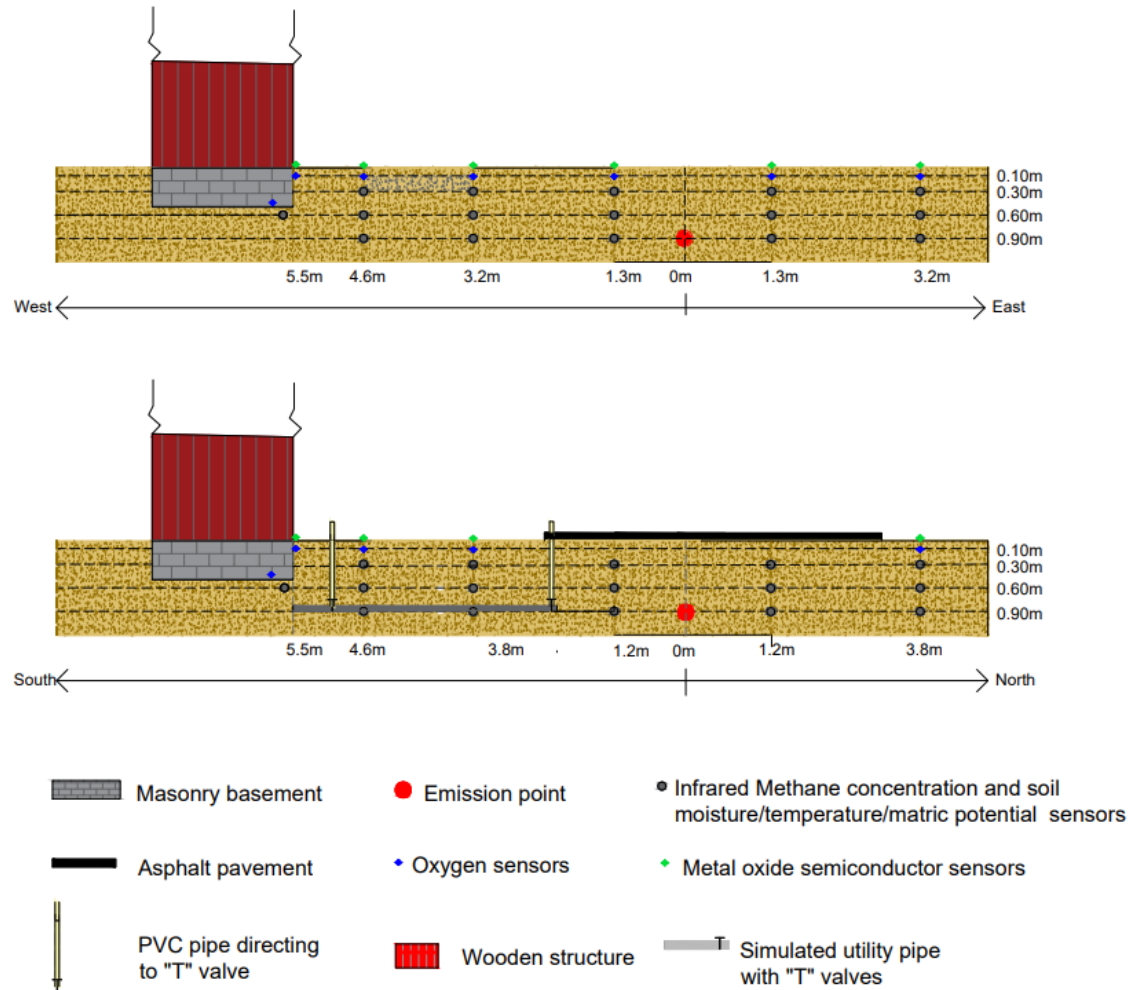 0.10m
0.30m
0.60m
0.90m
5.5m 4.6m 3.2m 1.3m 0m 1.3m 3.2m
West East
0.10m
0.30m
0.60m
0.90m
5.5m 4.6m 3.8m 1.2m 0m 1.2m 3.8m
South North
Masonry basement
Emission point
Infrared Methane concentration and soil
moisture/temperature/matric potential sensors
Asphalt pavement
Oxygen sensors
Metal oxide semiconductor sensors
PVC pipe directing
to "T" valve
Wooden structure
Simulated utility pipe
with "T" valves